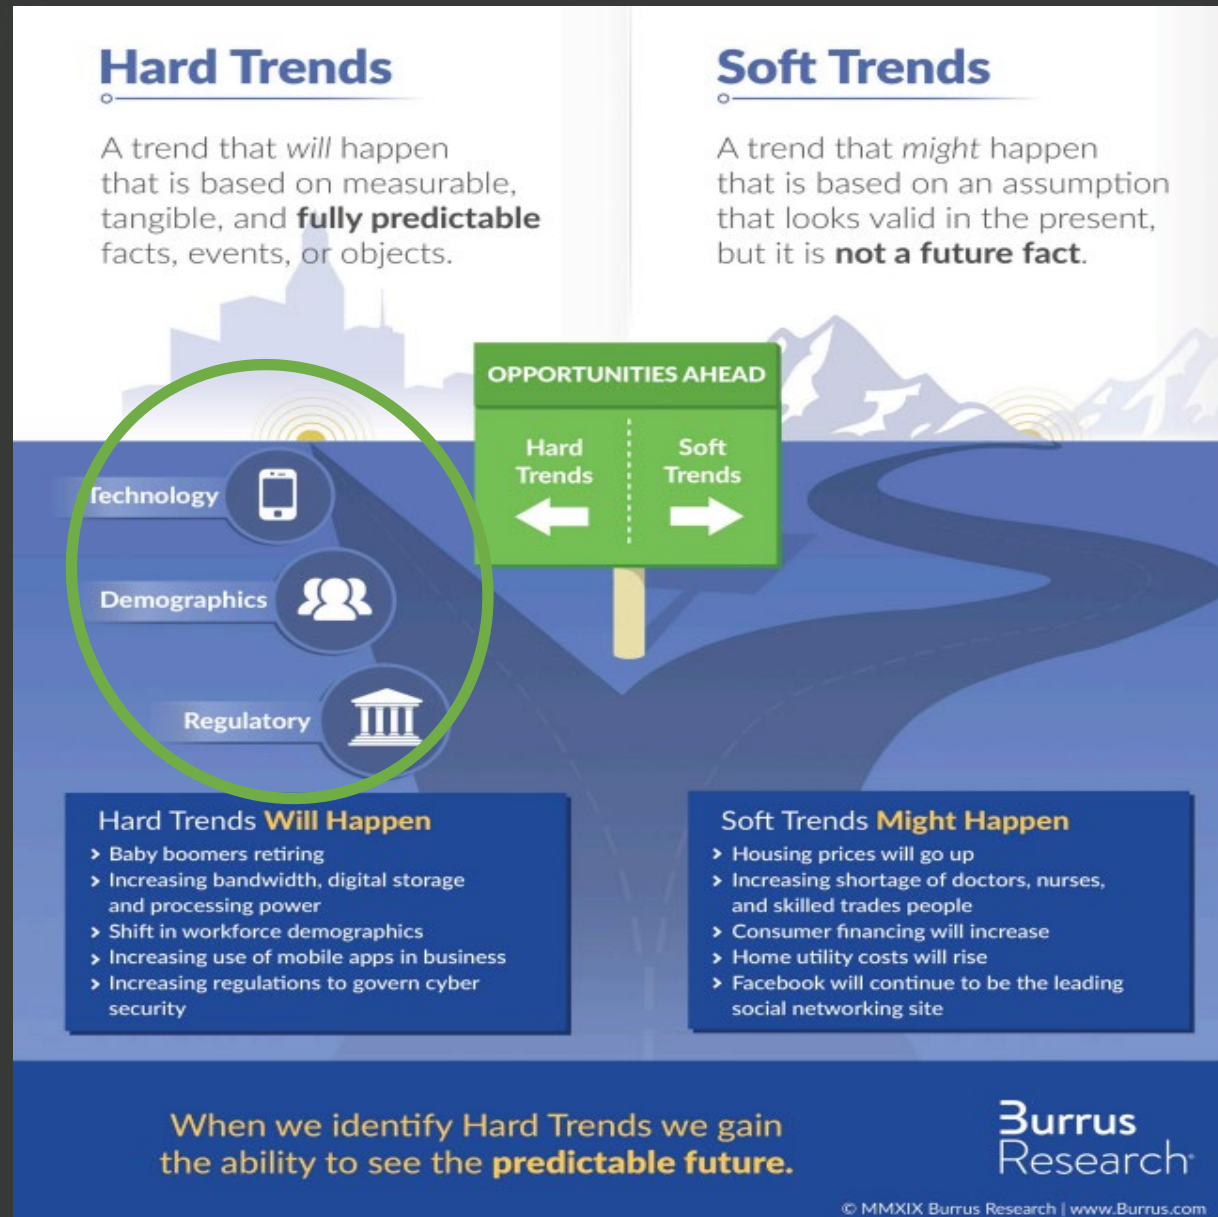 Hard Trends
A trend that will happen
that is based on measurable,
tangible, and fully predictable
facts, events, or objects.
Soft Trends
A trend that might happen
that is based on an assumption
that looks valid in the present,
but it is not a future fact.
OPPORTUNITIES AHEAD
Hard
Trends
Soft
Trends
Technology
Demographics
Regulatory
Hard Trends Will Happen
> Baby boomers retiring
> Increasing bandwidth, digital storage
and processing power
> Shift in workforce demographics
> Increasing use of mobile apps in business
> Increasing regulations to govern cyber
security
Soft Trends Might Happen
> Housing prices will go up
> Increasing shortage of doctors, nurses,
and skilled trades people
> Consumer financing will increase
> Home utility costs will rise
> Facebook will continue to be the leading
social networking site
When we identify Hard Trends we gain
the ability to see the predictable future.
Burrus
Research
© MMXIX Burrus Research | www.Burrus.com